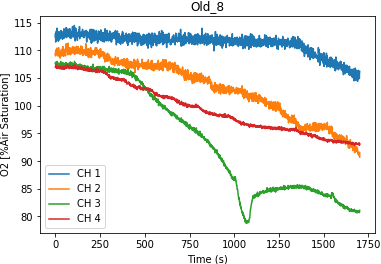 Old_8
O2 [%Air Saturation]
115
110
105
100
95
90
85
80
CH 1
CH 2
CH 3
CH 4
0 250 500 750 1000 1250 1500 1750
Time (s)